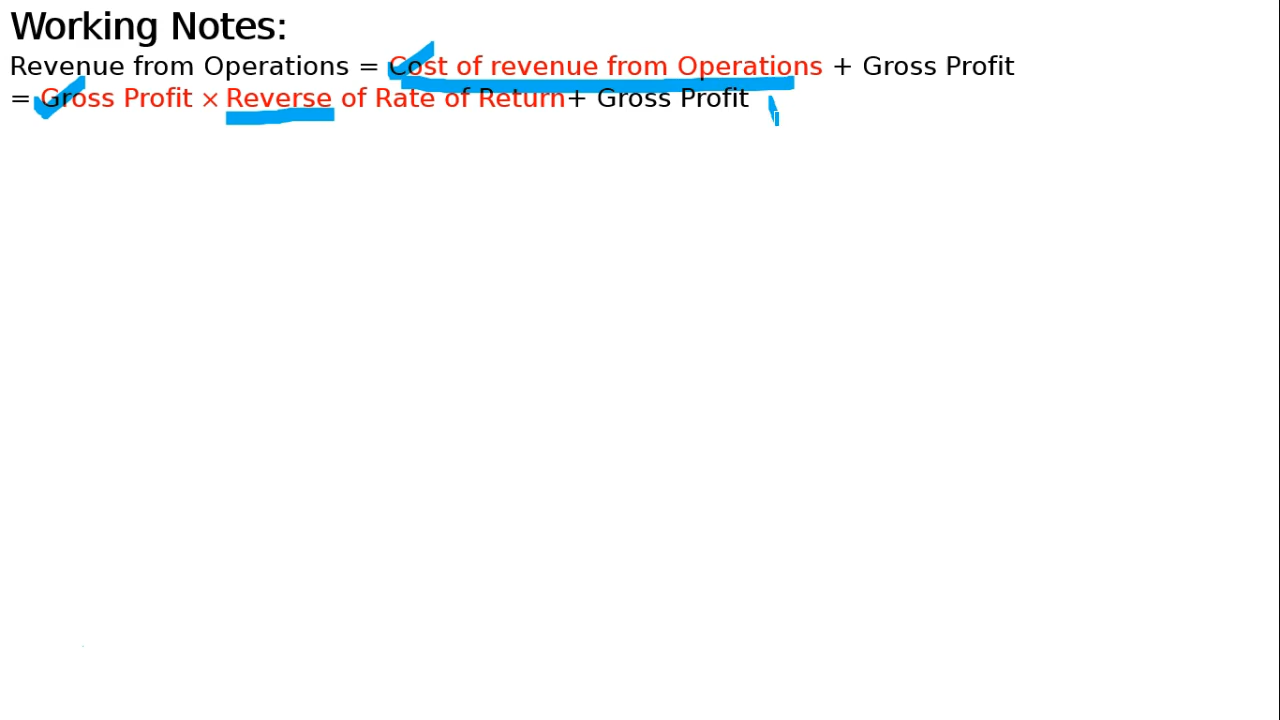 Working Notes:
Revenue from Operations = Cost of revenue from Operations + Gross Profit
= Gross Profit × Reverse of Rate of Return+ Gross Profit